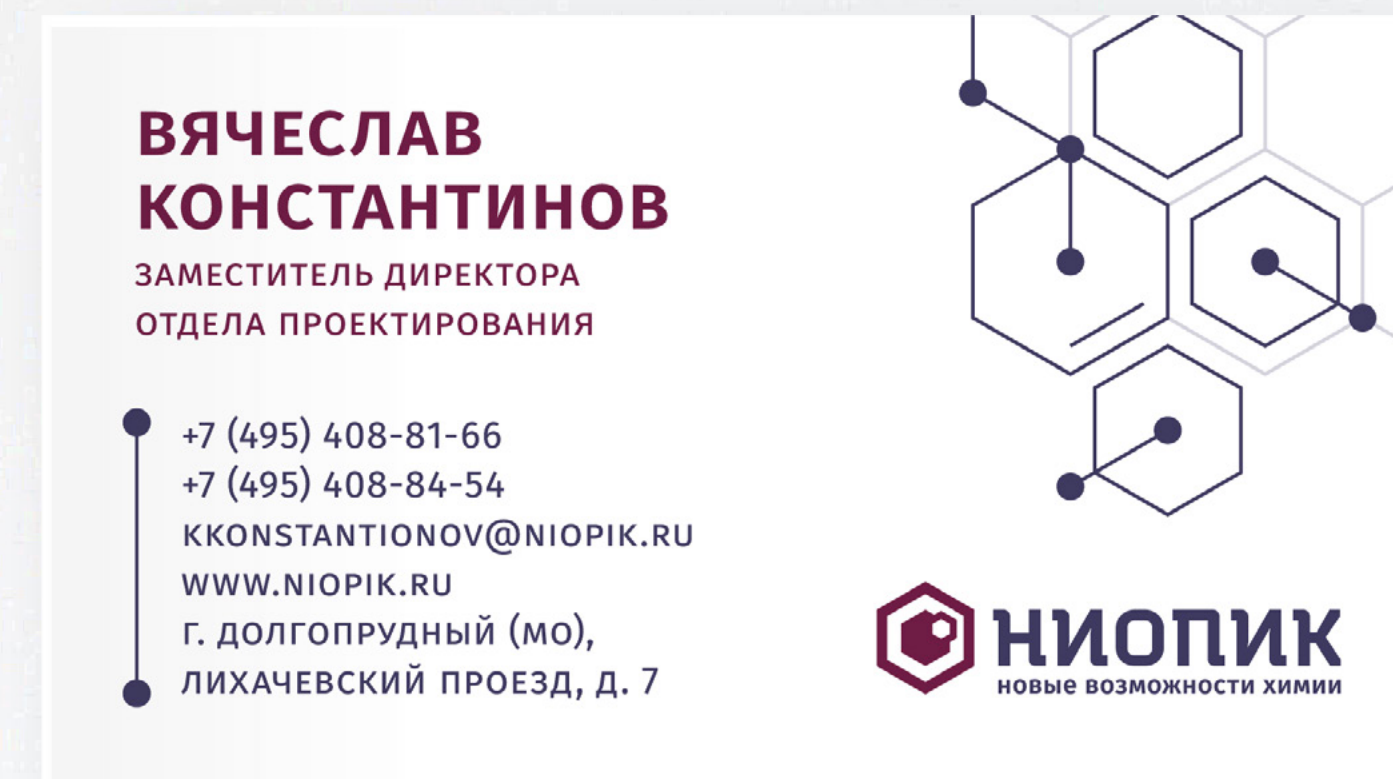 ВЯЧЕСЛАВ
КОНСТАНТИНОВ
ЗАМЕСТИТЕЛЬ ДИРЕКТОРА
ОТДЕЛА ПРОЕКТИРОВАНИЯ
+7 (495) 408-81-66
+7 (495) 408-84-54
KKONSTANTIONOV@NIOPIK.RU
WWW.NIOPIK.RU
Г. ДОЛГОПРУДНЫЙ (МО),
ЛИХАЧЕВСКИЙ ПРОЕЗД, Д. 7
НИОПИК
НОВЫЕ ВОЗМОЖНОСТИ ХИМИИ